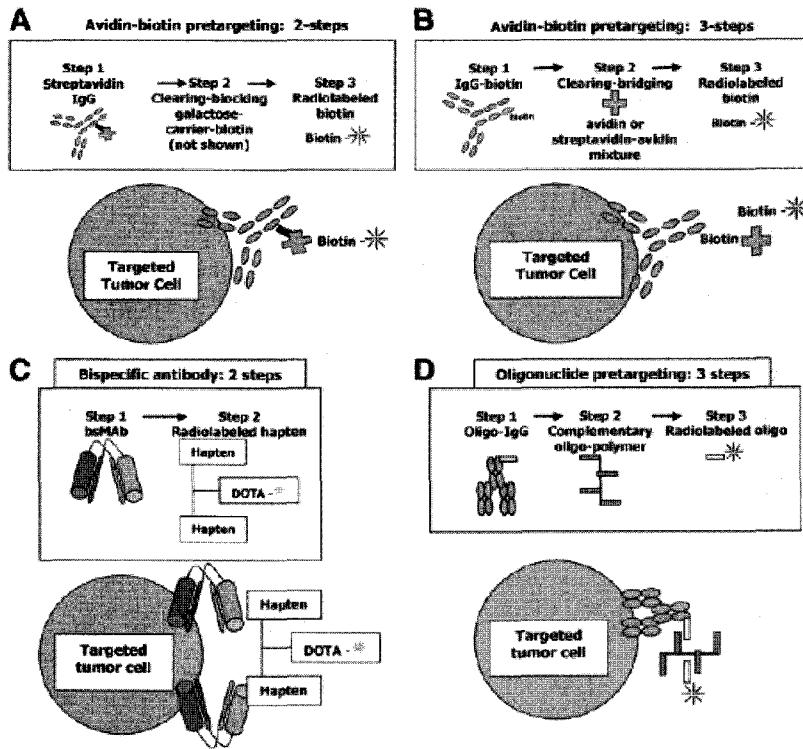 A
Avidin-biotin pretargeting: 2-steps
Step 1
Streptavidin
IgG
Step 2
Clearing-blocking
galactose-
carrier-biotin
(not shown)
Step 3
Radiolabeled
biotin
Biotin -
Targeted
Tumor Cell
Biotin -
B
Avidin-biotin pretargeting: 3-steps
Step 1
IgG-biotin
Biotin
Step 2
Clearing-bridging
avidin or
streptavidin-avidin
mixture
Step 3
Radiolabeled
biotin
Biotin -
Targeted
Tumor Cell
Biotin
Biotin -
C
Bispecific antibody: 2 steps
Step 1
bsMAb
Step 2
Radiolabeled hapten
Hapten
DOTA -
Hapten
Targeted
tumor cell
Hapten
DOTA -
Hapten
D
Oligonuclide pretargeting: 3 steps
Step 1
Oligo-IgG
Step 2
Complementary
oligo-polymer
Step 3
Radiolabeled oligo
Targeted
tumor cell